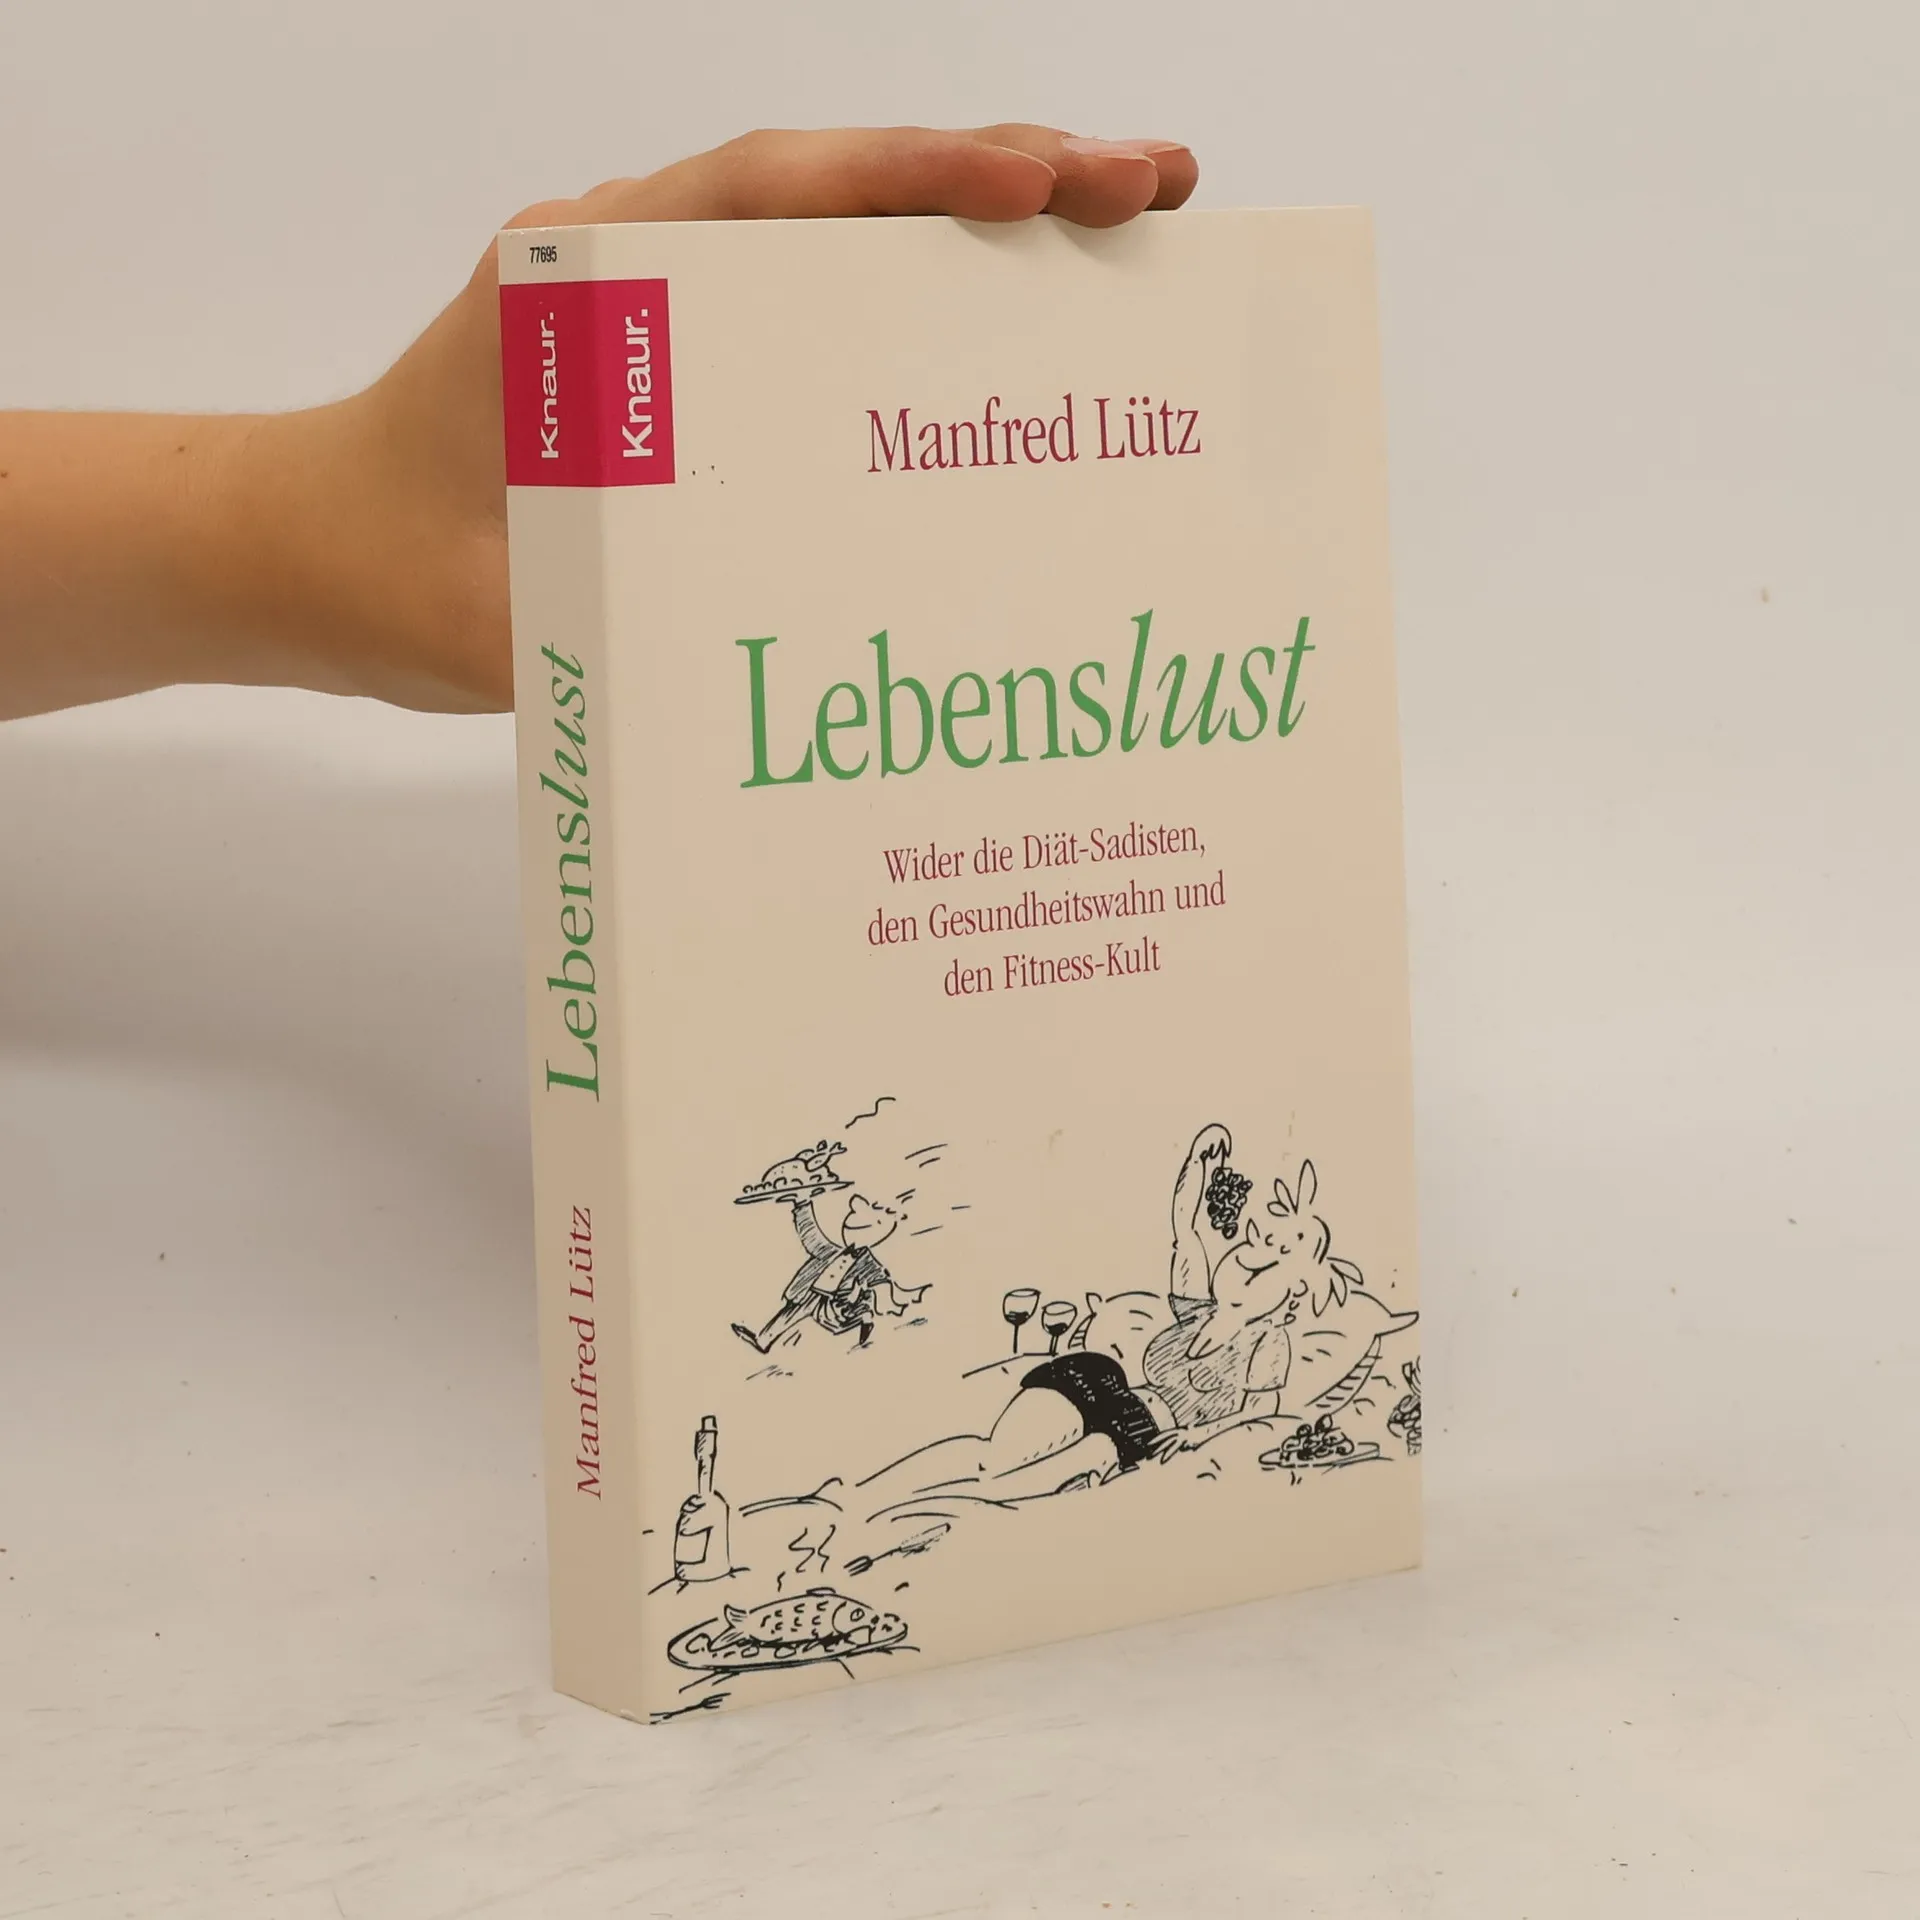 77695
Knaur.
Knaur.
Lebenslust
Manfred Lütz
Manfred Lütz
Lebenslust
Wider die Diät-Sadisten,
den Gesundheitswahn und
den Fitness-Kult